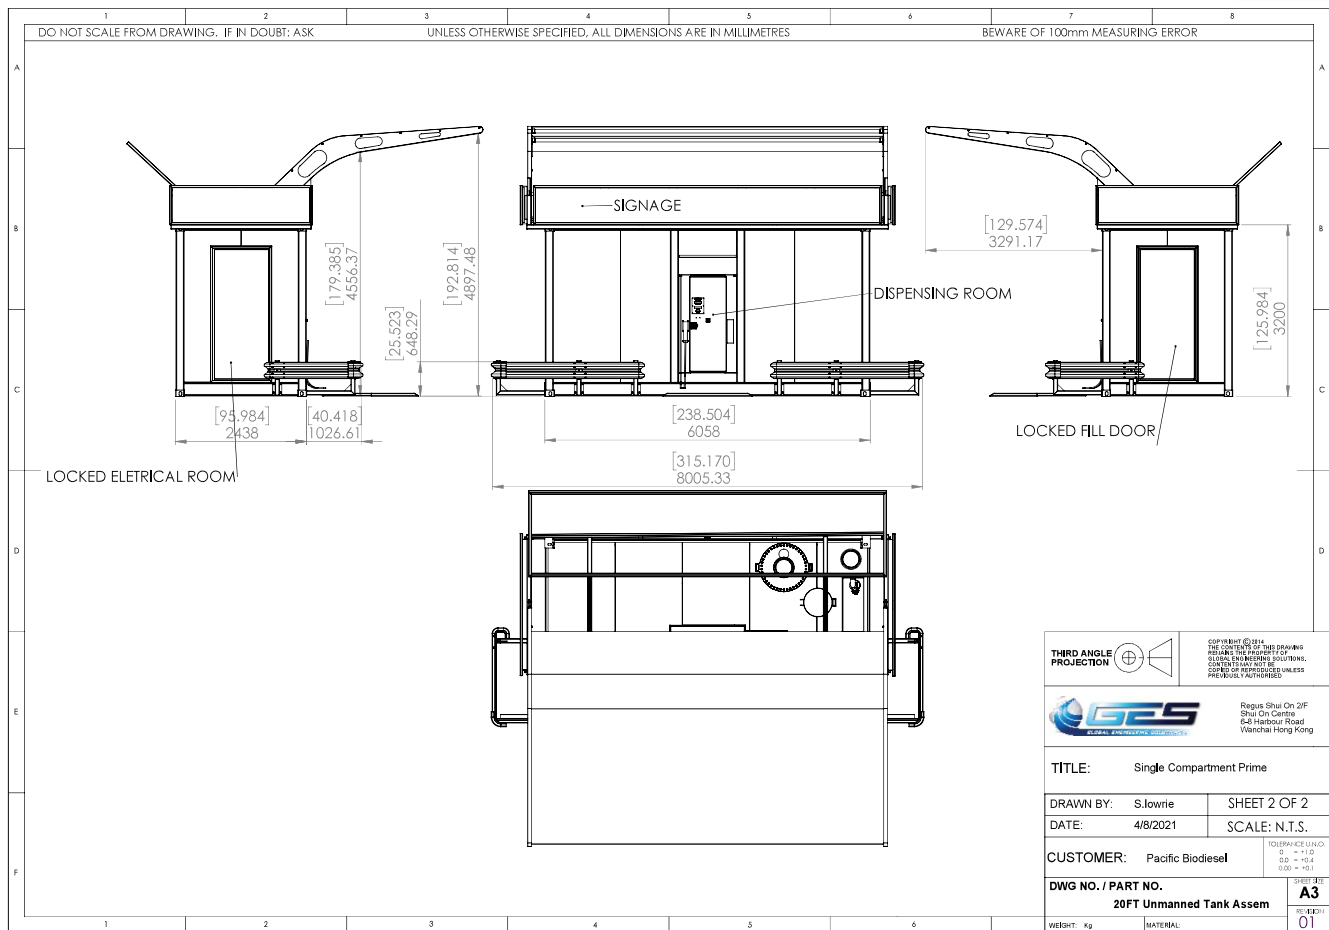 1 2 3 4 5 6 7 8
DO NOT SCALE FROM DRAWING. IF IN DOUBT: ASK
UNLESS OTHERWISE SPECIFIED, ALL DIMENSIONS ARE IN MILLIMETRES
BEWARE OF 100mm MEASURING ERROR
A A
B B
C C
D D
E E
F
SIGNAGE
DISPENSING ROOM
[179.385]
4556.37
[25.523]
648.29
[192.814]
4897.48
[129.574]
3291.17
[125.984]
3200
[95.984]
2438
[40.418]
1026.61
[238.504]
6058
[315.170]
8005.33
LOCKED ELETRICAL ROOM
LOCKED FILL DOOR
THIRD ANGLE
PROJECTION
COPYRIGHT © 2014
THE CONTENTS OF THIS DRAWING
REMAINS THE PROPERTY OF
GLOBAL ENGINEERING SOLUTIONS.
CONTENTS MAY NOT BE
COPIED OR REPRODUCED UNLESS
PREVIOUSLY AUTHORISED
GES
GLOBAL ENGINEERING SOLUTIONS
Regus Shui On 2/F
Shui On Centre
6-8 Harbour Road
Wanchai Hong Kong
TITLE: Single Compartment Prime
DRAWN BY: S.lowrie
SHEET 2 OF 2
DATE: 4/8/2021
SCALE: N.T.S.
CUSTOMER: Pacific Biodiesel
TOLERANCE U.N.O.
0 = +1.0
0.0 = +0.4
0.00 = +0.1
DWG NO. / PART NO.
20FT Unmanned Tank Assem
SHEET SIZE
A3
REVISION
01
WEIGHT: Kg
MATERIAL:
1 2 3 4 5 6